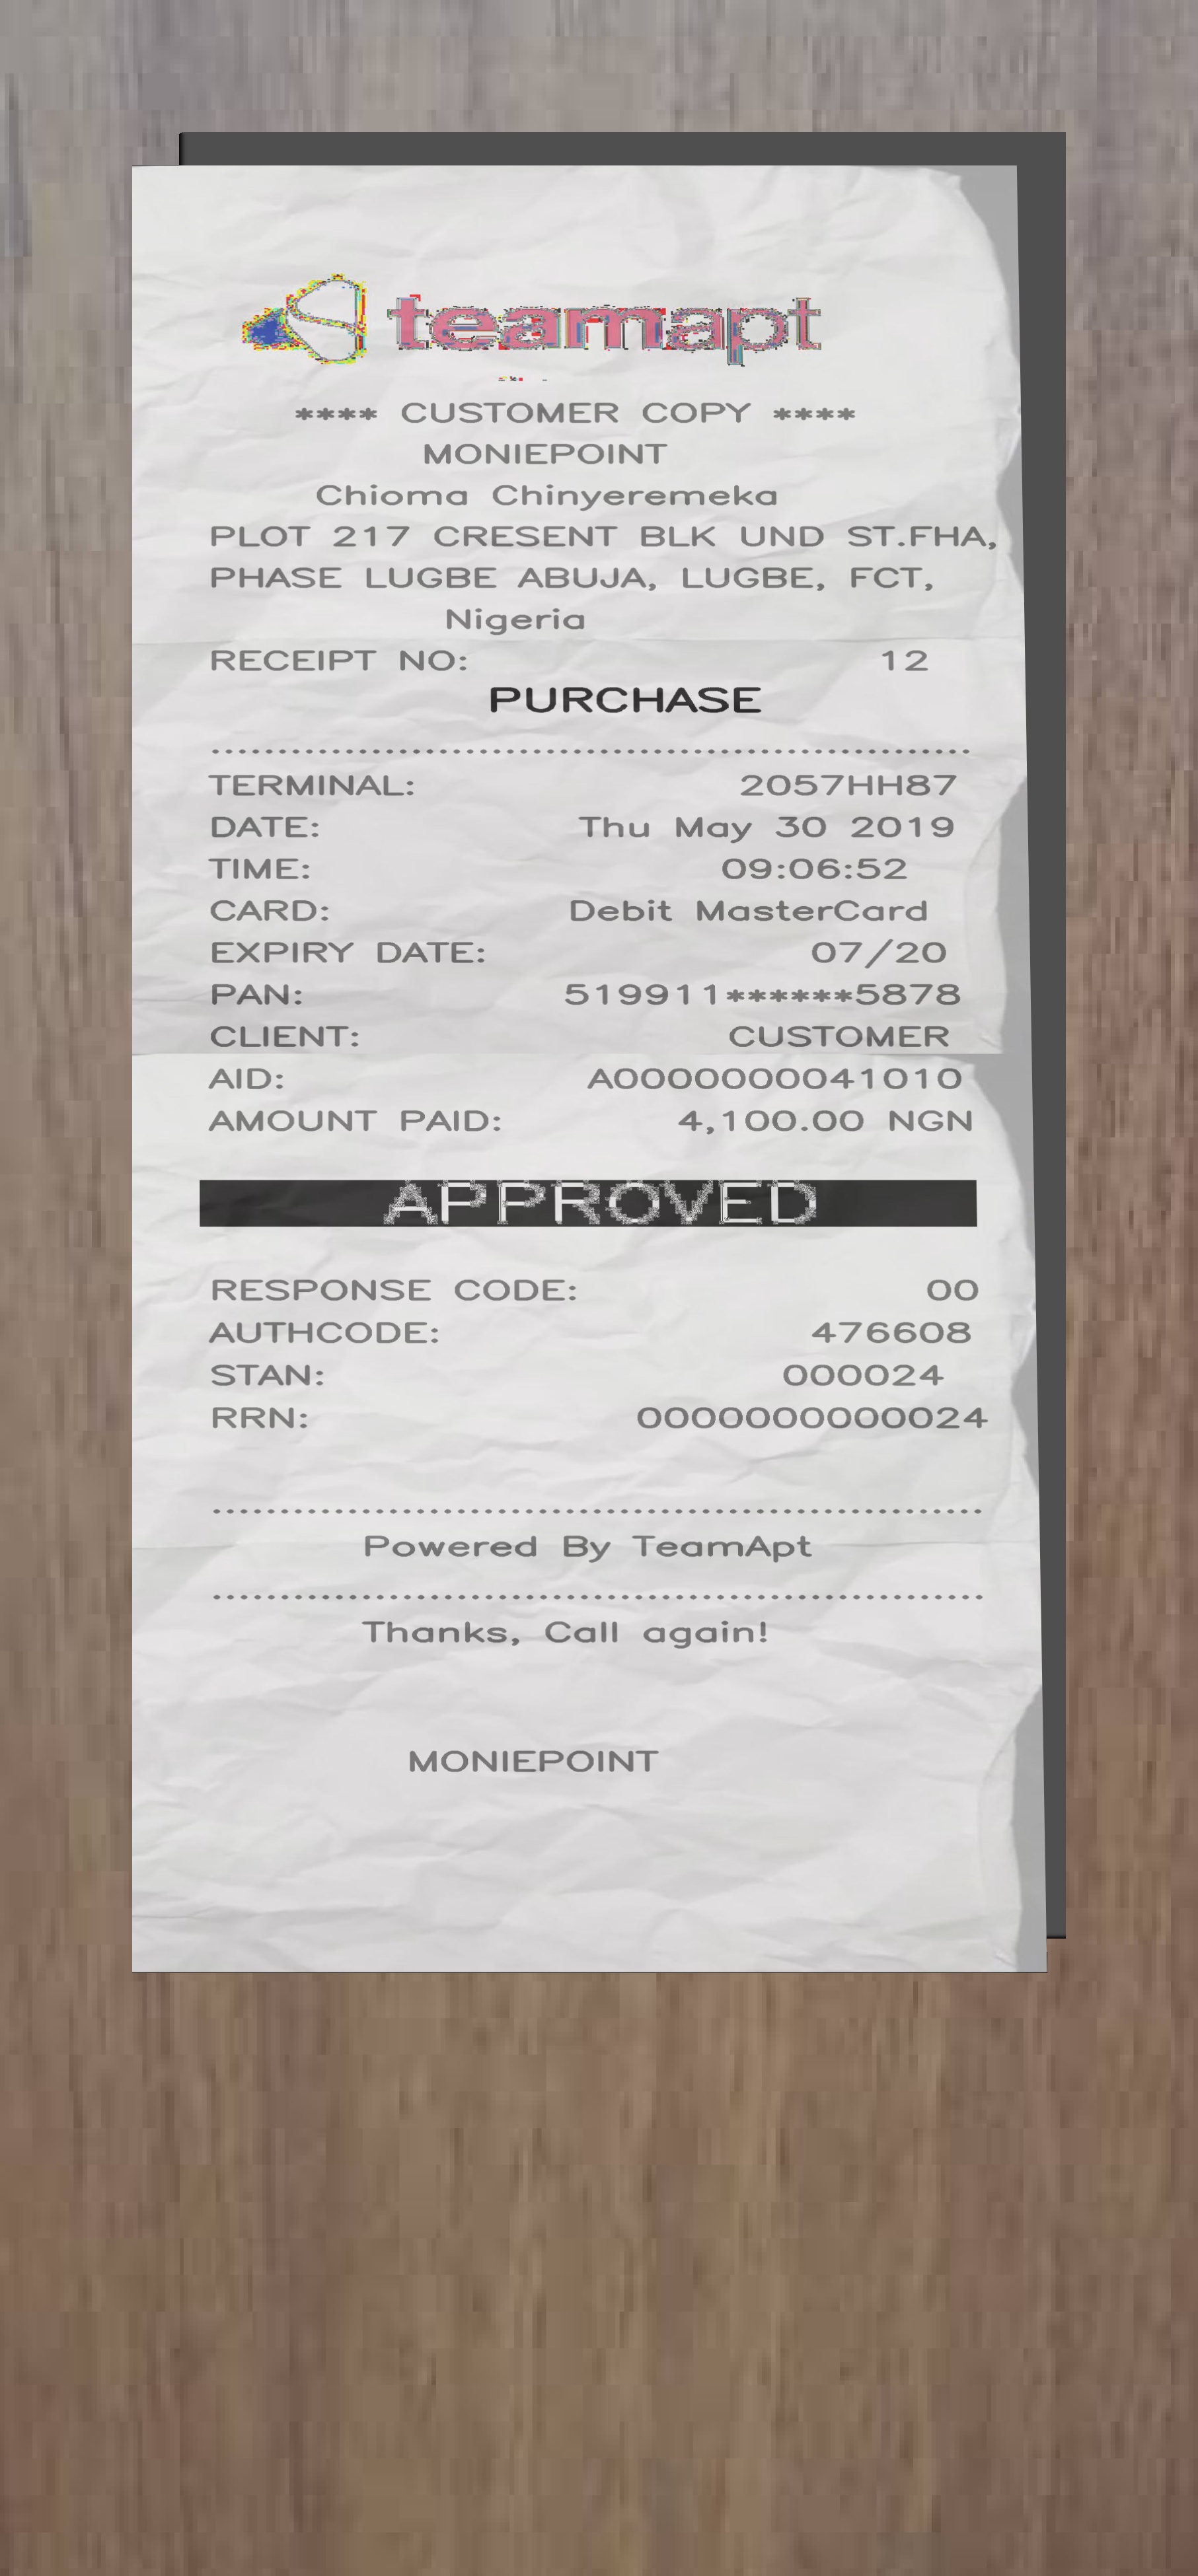 teamapt
**** CUSTOMER COPY ****
MONIEPOINT
Chioma Chinyeremeka
PLOT 217 CRESENT BLK UND ST.FHA,
PHASE LUGBE ABUJA, LUGBE, FCT,
Nigeria
RECEIPT NO: 12
PURCHASE
TERMINAL: 2057HH87
DATE: Thu May 30 2019
TIME: 09:06:52
CARD: Debit MasterCard
EXPIRY DATE: 07/20
PAN: 519911******5878
CLIENT: CUSTOMER
AID: A0000000041010
AMOUNT PAID: 4,100.00 NGN
APPROVED
RESPONSE CODE: 00
AUTHCODE: 476608
STAN: 000024
RRN: 0000000000024
Powered By TeamApt
Thanks, Call again!
MONIEPOINT